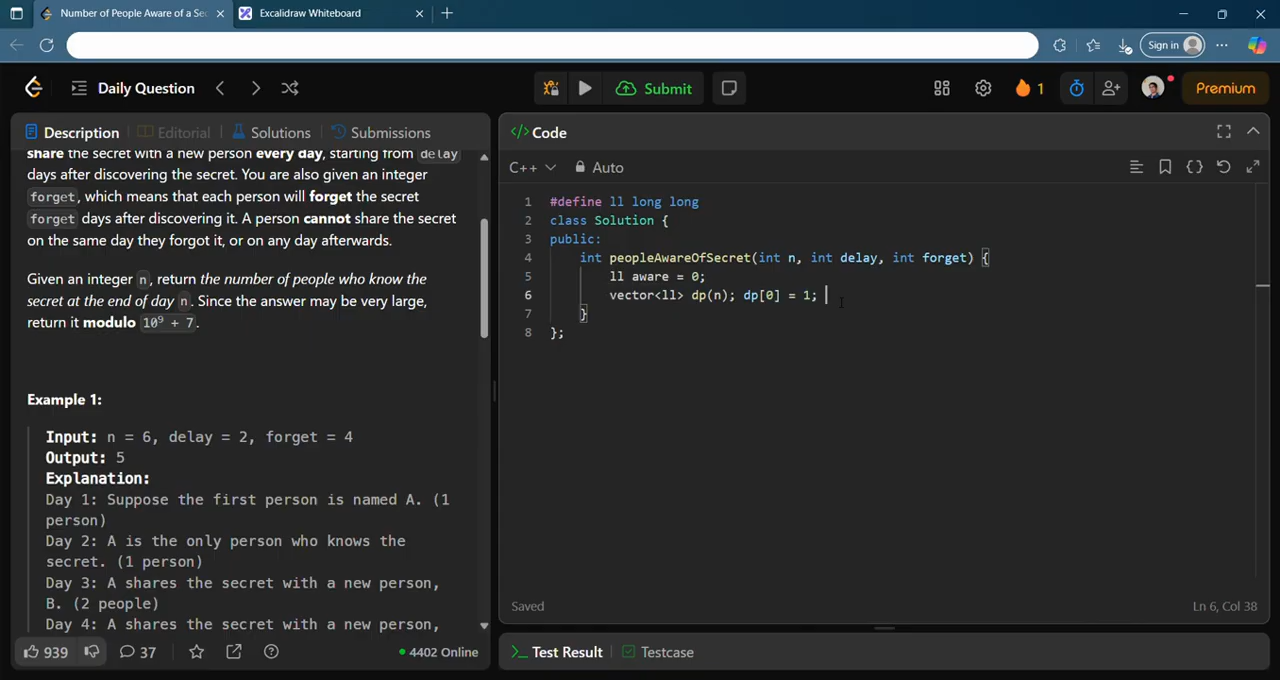 Number of People Aware of a Sec
Excalidraw Whiteboard
Sign in
Daily Question
Submit
1
Premium
Description
Editorial
Solutions
Submissions
share the secret with a new person every day, starting from delay
days after discovering the secret. You are also given an integer
forget, which means that each person will forget the secret
forget days after discovering it. A person cannot share the secret
on the same day they forgot it, or on any day afterwards.
Given an integer n, return the number of people who know the
secret at the end of day n. Since the answer may be very large,
return it modulo 10⁹ + 7.
Example 1:
Input: n = 6, delay = 2, forget = 4
Output: 5
Explanation:
Day 1: Suppose the first person is named A. (1
person)
Day 2: A is the only person who knows the
secret. (1 person)
Day 3: A shares the secret with a new person,
B. (2 people)
Day 4: A shares the secret with a new person,
939
37
4402 Online
</> Code
C++
Auto
1 #define ll long long
2 class Solution {
3 public:
4 int peopleAwareOfSecret(int n, int delay, int forget) {
5 ll aware = 0;
6 vector<ll> dp(n); dp[0] = 1;
7 }
8 };
Saved
Ln 6, Col 38
Test Result
Testcase